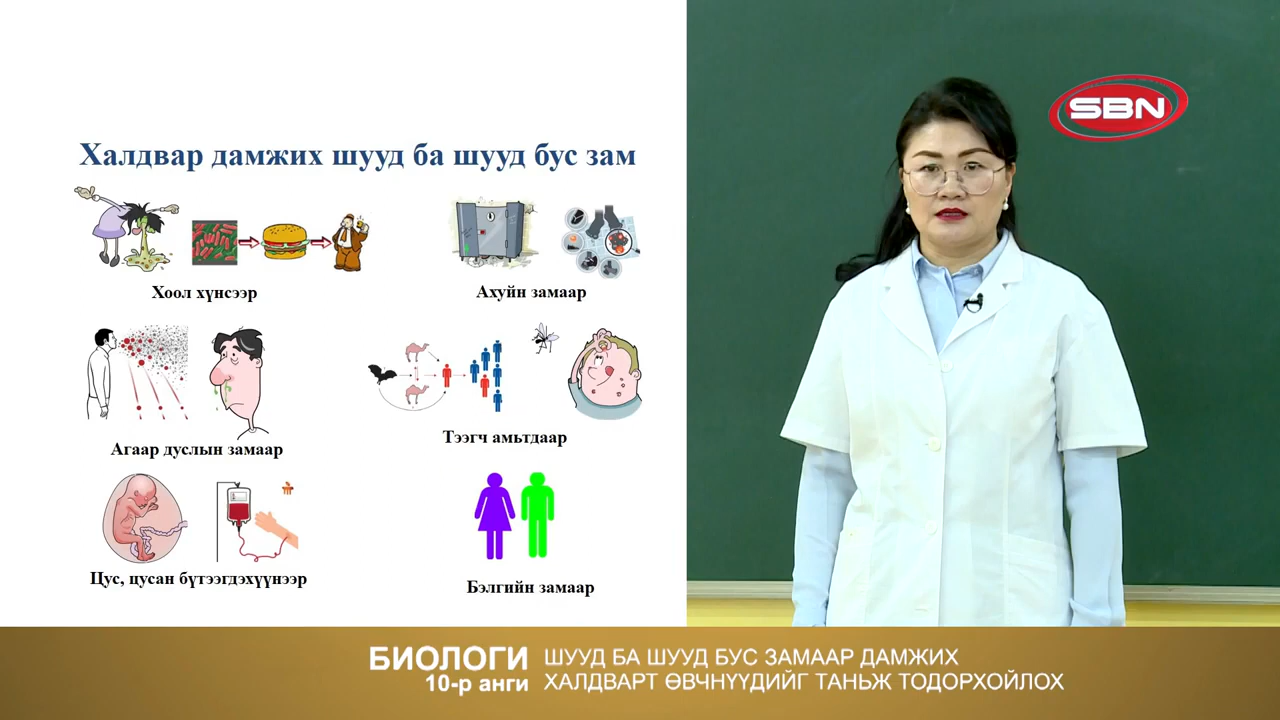 Халдвар дамжих шууд ба шууд бус зам
Хоол хүнсээр
Ахуйн замаар
Агаар дуслын замаар
Тээгч амьтдаар
Цус, цусан бүтээгдэхүүнээр
Бэлгийн замаар
SBN
БИОЛОГИ
10-р анги
ШУУД БА ШУУД БУС ЗАМААР ДАМЖИХ
ХАЛДВАРТ ӨВЧНҮҮДИЙГ ТАНЬЖ ТОДОРХОЙЛОХ